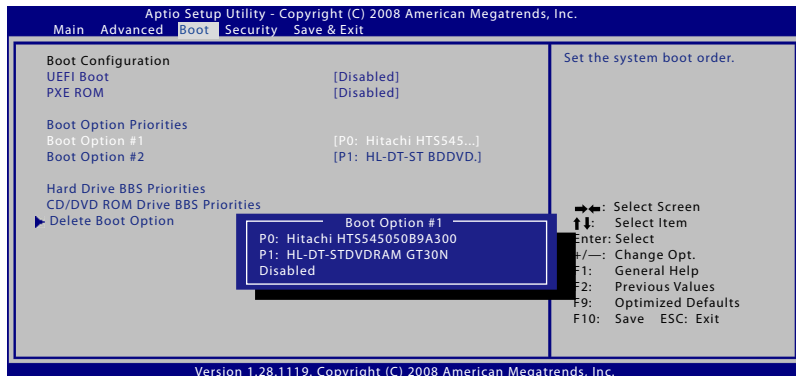 Aptio Setup Utility - Copyright (C) 2008 American Megatrends, Inc.
Main Advanced Boot Security Save & Exit
Boot Configuration
UEFI Boot [Disabled]
PXE ROM [Disabled]
Boot Option Priorities
Boot Option #1 [P0: Hitachi HTS545...]
Boot Option #2 [P1: HL-DT-ST BDDVD.]
Hard Drive BBS Priorities
CD/DVD ROM Drive BBS Priorities
Delete Boot Option
Boot Option #1
P0: Hitachi HTS545050B9A300
P1: HL-DT-STDVDRAM GT30N
Disabled
Set the system boot order.
→←: Select Screen
↑↓: Select Item
Enter: Select
+/—: Change Opt.
F1: General Help
F2: Previous Values
F9: Optimized Defaults
F10: Save ESC: Exit
Version 1.28.1119. Copyright (C) 2008 American Megatrends, Inc.